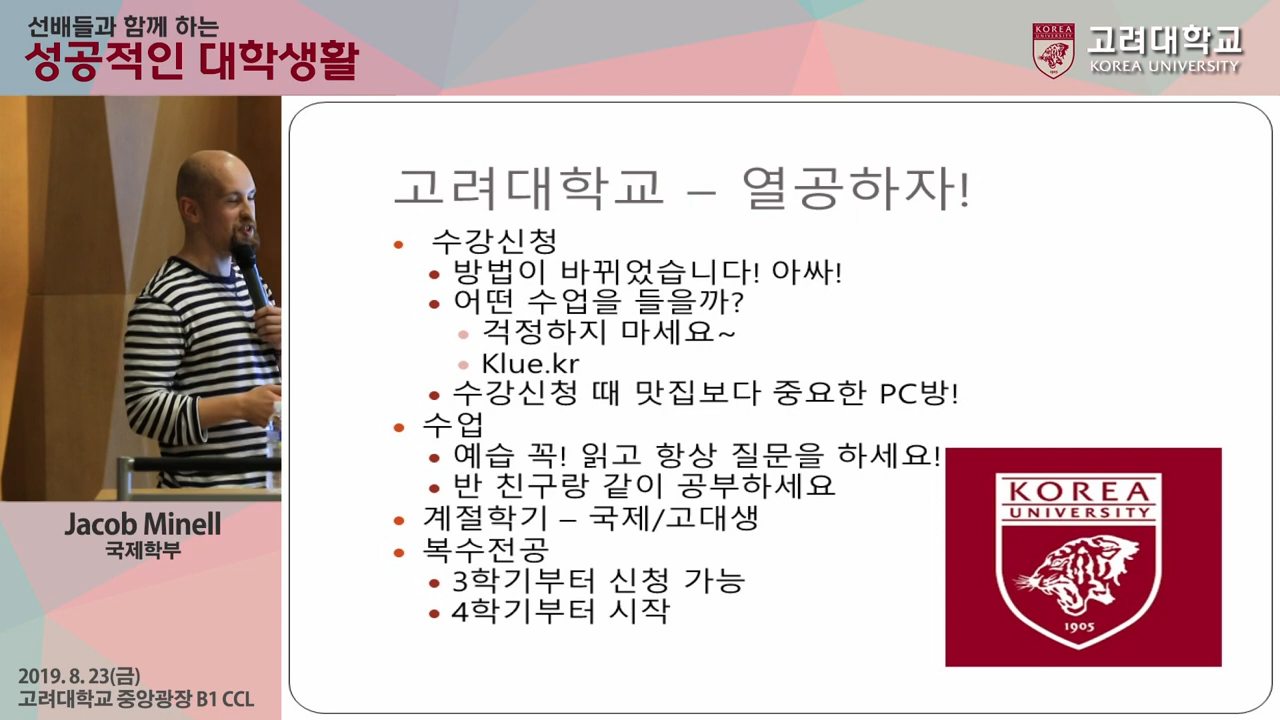 선배들과 함께 하는
성공적인 대학생활
KOREA
UNIVERSITY
1905
고려대학교
KOREA UNIVERSITY
고려대학교 – 열공하자!
• 수강신청
• 방법이 바뀌었습니다! 아싸!
• 어떤 수업을 들을까?
• 걱정하지 마세요~
• Klue.kr
• 수강신청 때 맛집보다 중요한 PC방!
• 수업
• 예습 꼭! 읽고 항상 질문을 하세요!
• 반 친구랑 같이 공부하세요
• 계절학기 – 국제/고대생
• 복수전공
• 3학기부터 신청 가능
• 4학기부터 시작
KOREA
UNIVERSITY
1905
Jacob Minell
국제학부
2019. 8. 23(금)
고려대학교 중앙광장 B1 CCL